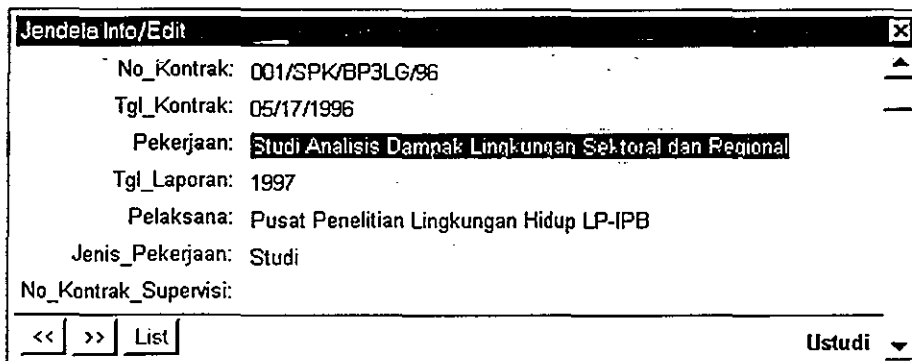 Jendela Info/Edit
No_Kontrak: 001/SPK/BP3LG/96
Tgl_Kontrak: 05/17/1996
Pekerjaan: Studi Analisis Dampak Lingkungan Sektoral dan Regional
Tgl_Laporan: 1997
Pelaksana: Pusat Penelitian Lingkungan Hidup LP-IPB
Jenis_Pekerjaan: Studi
No_Kontrak_Supervisi:
<< >> List Ustudi